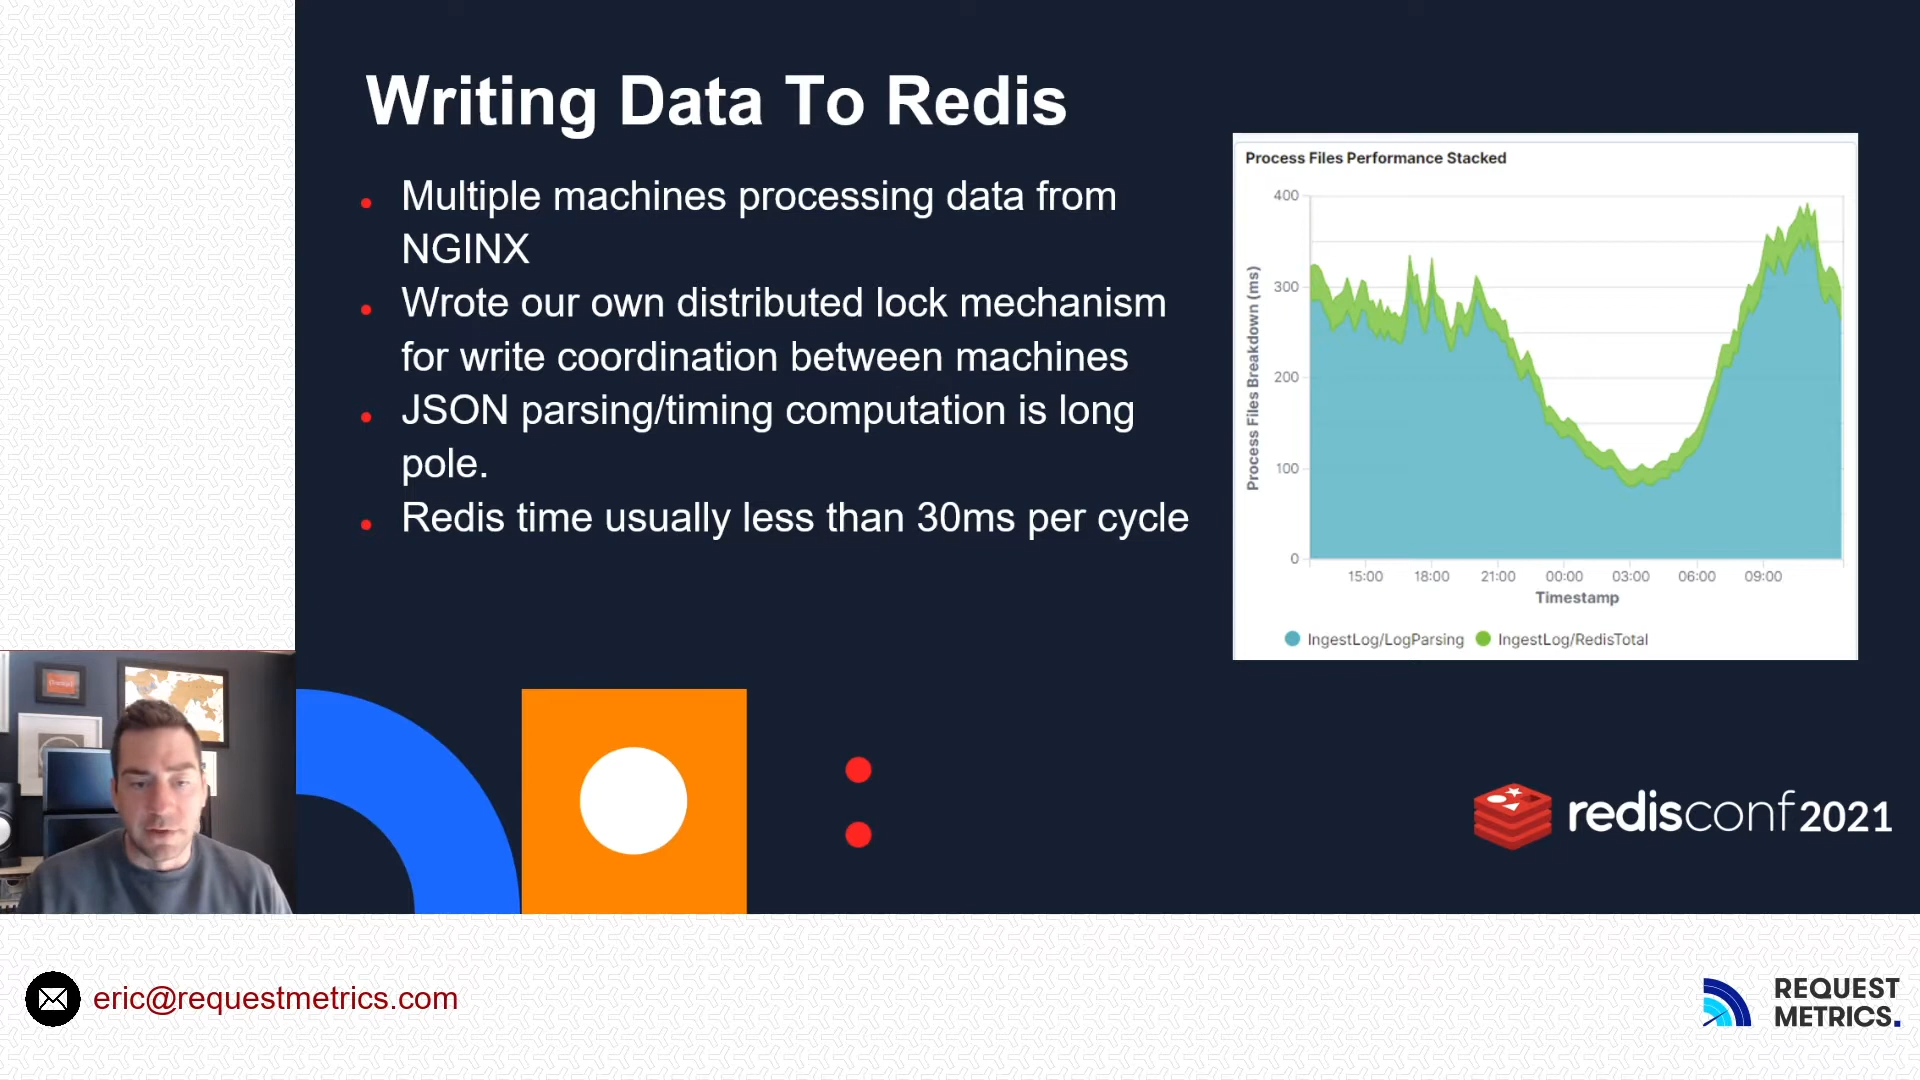 Writing Data To Redis
Multiple machines processing data from
NGINX
Wrote our own distributed lock mechanism
for write coordination between machines
JSON parsing/timing computation is long
pole.
Redis time usually less than 30ms per cycle
Process Files Performance Stacked
Process Files Breakdown (ms)
400
300
200
100
0
15:00 18:00 21:00 00:00 03:00 06:00 09:00
Timestamp
IngestLog/LogParsing IngestLog/RedisTotal
redisconf2021
eric@requestmetrics.com
REQUEST
METRICS.